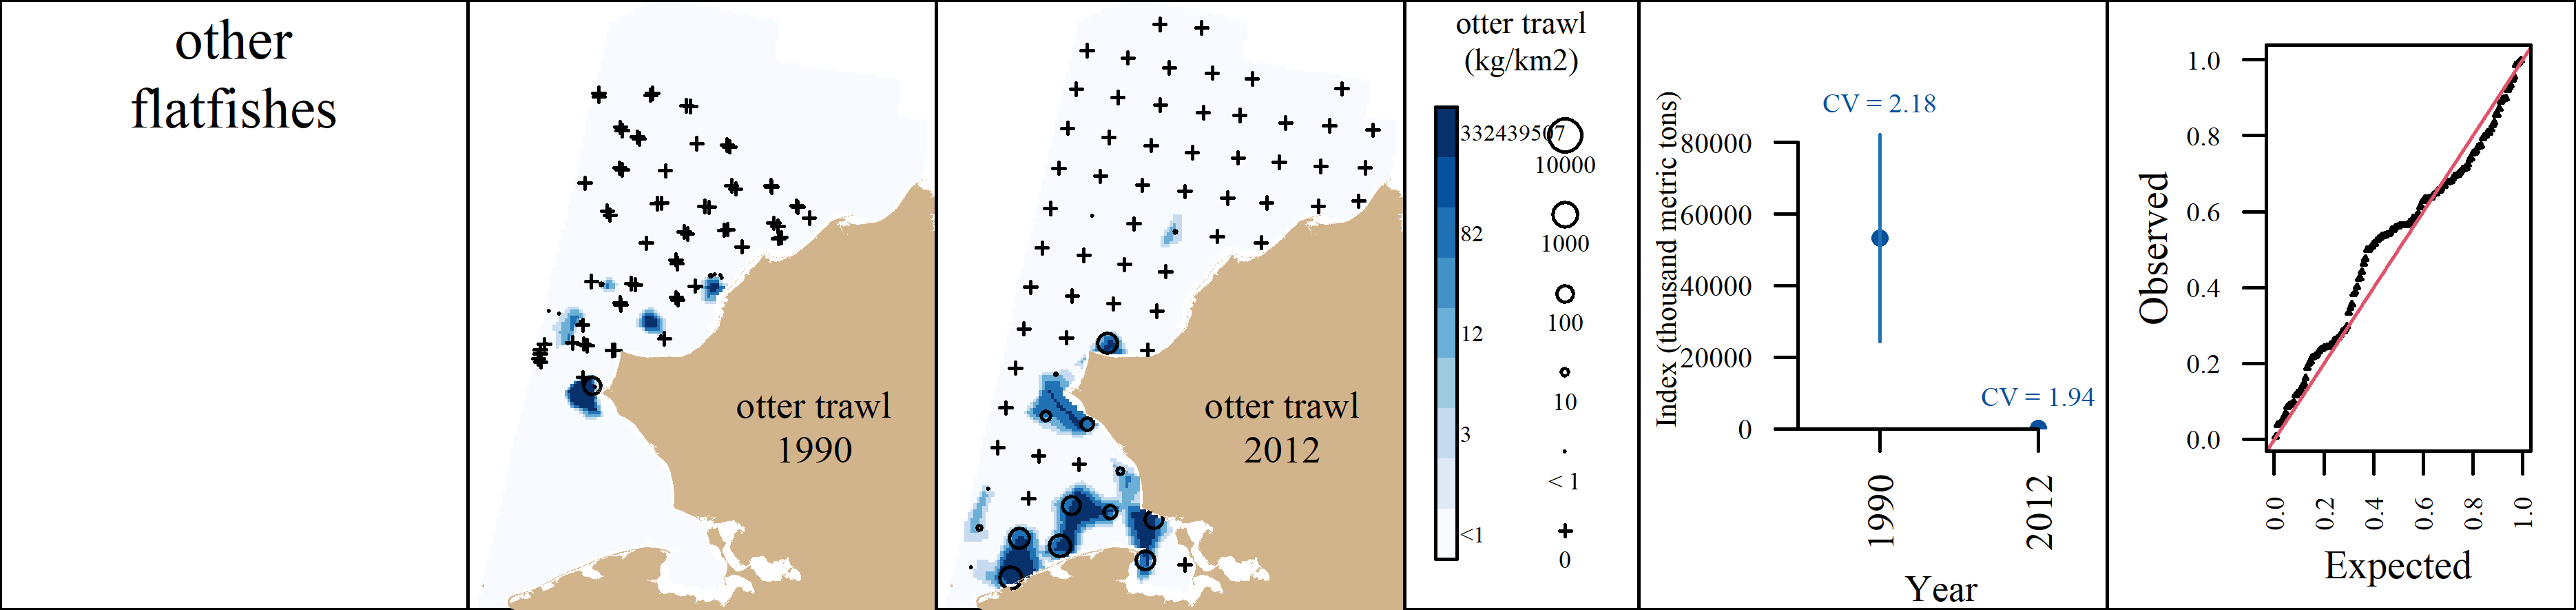 other
flatfishes
otter trawl
1990
otter trawl
2012
otter trawl
(kg/km2)
332439507
82
12
3
<1
10000
1000
100
10
< 1
0
Index (thousand metric tons)
80000
60000
40000
20000
0
CV = 2.18
CV = 1.94
1990
2012
Year
Observed
1.0
0.8
0.6
0.4
0.2
0.0
0.0
0.2
0.4
0.6
0.8
1.0
Expected